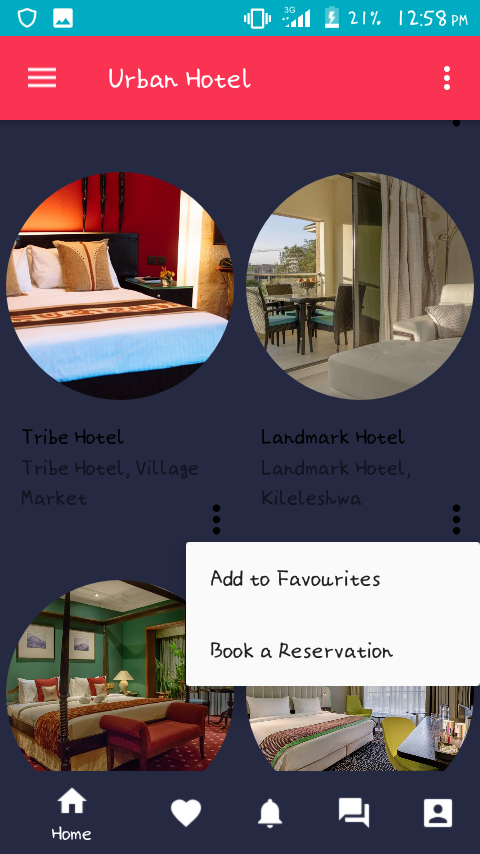 3G 21% 12:58 PM
Urban Hotel
Tribe Hotel
Tribe Hotel, Village
Market
Landmark Hotel
Landmark Hotel,
Kileleshwa
Add to Favourites
Book a Reservation
Home